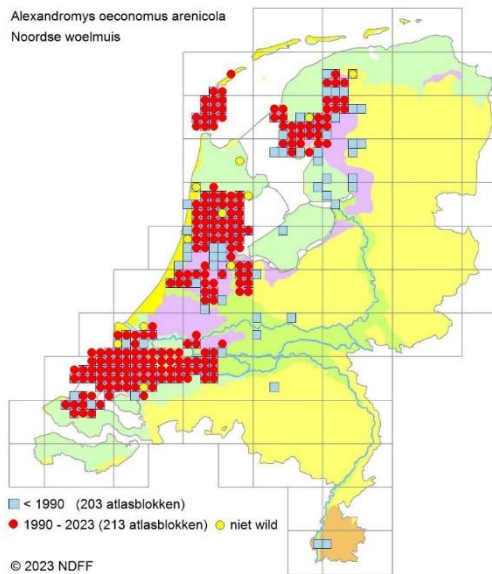 Alexandromys oeconomus arenicola
Noordse woelmuis
< 1990 (203 atlasblokken)
1990 - 2023 (213 atlasblokken) niet wild
© 2023 NDFF